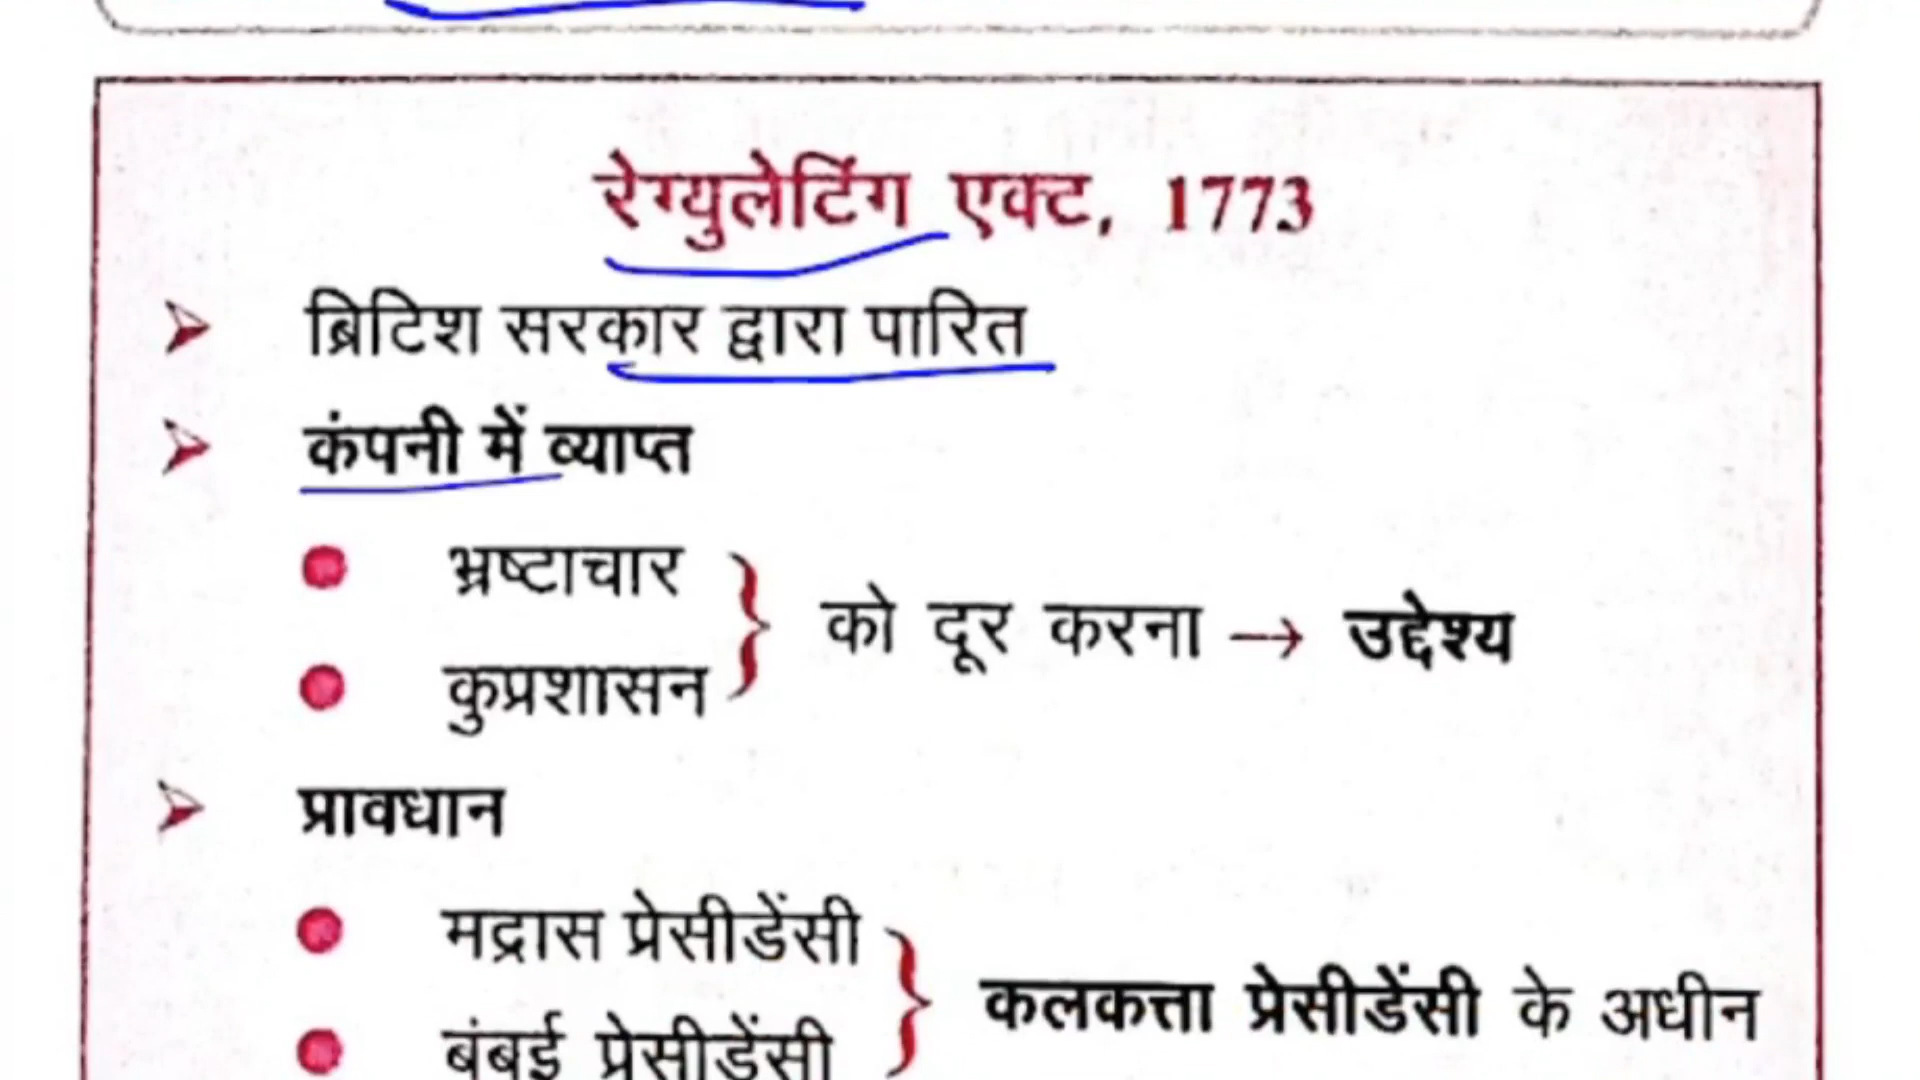 रेग्युलेटिंग एक्ट, 1773
➢ ब्रिटिश सरकार द्वारा पारित
➢ कंपनी में व्याप्त
● भ्रष्टाचार
● कुप्रशासन
} को दूर करना → उद्देश्य
➢ प्रावधान
● मद्रास प्रेसीडेंसी
● बंबई प्रेसीडेंसी
} कलकत्ता प्रेसीडेंसी के अधीन